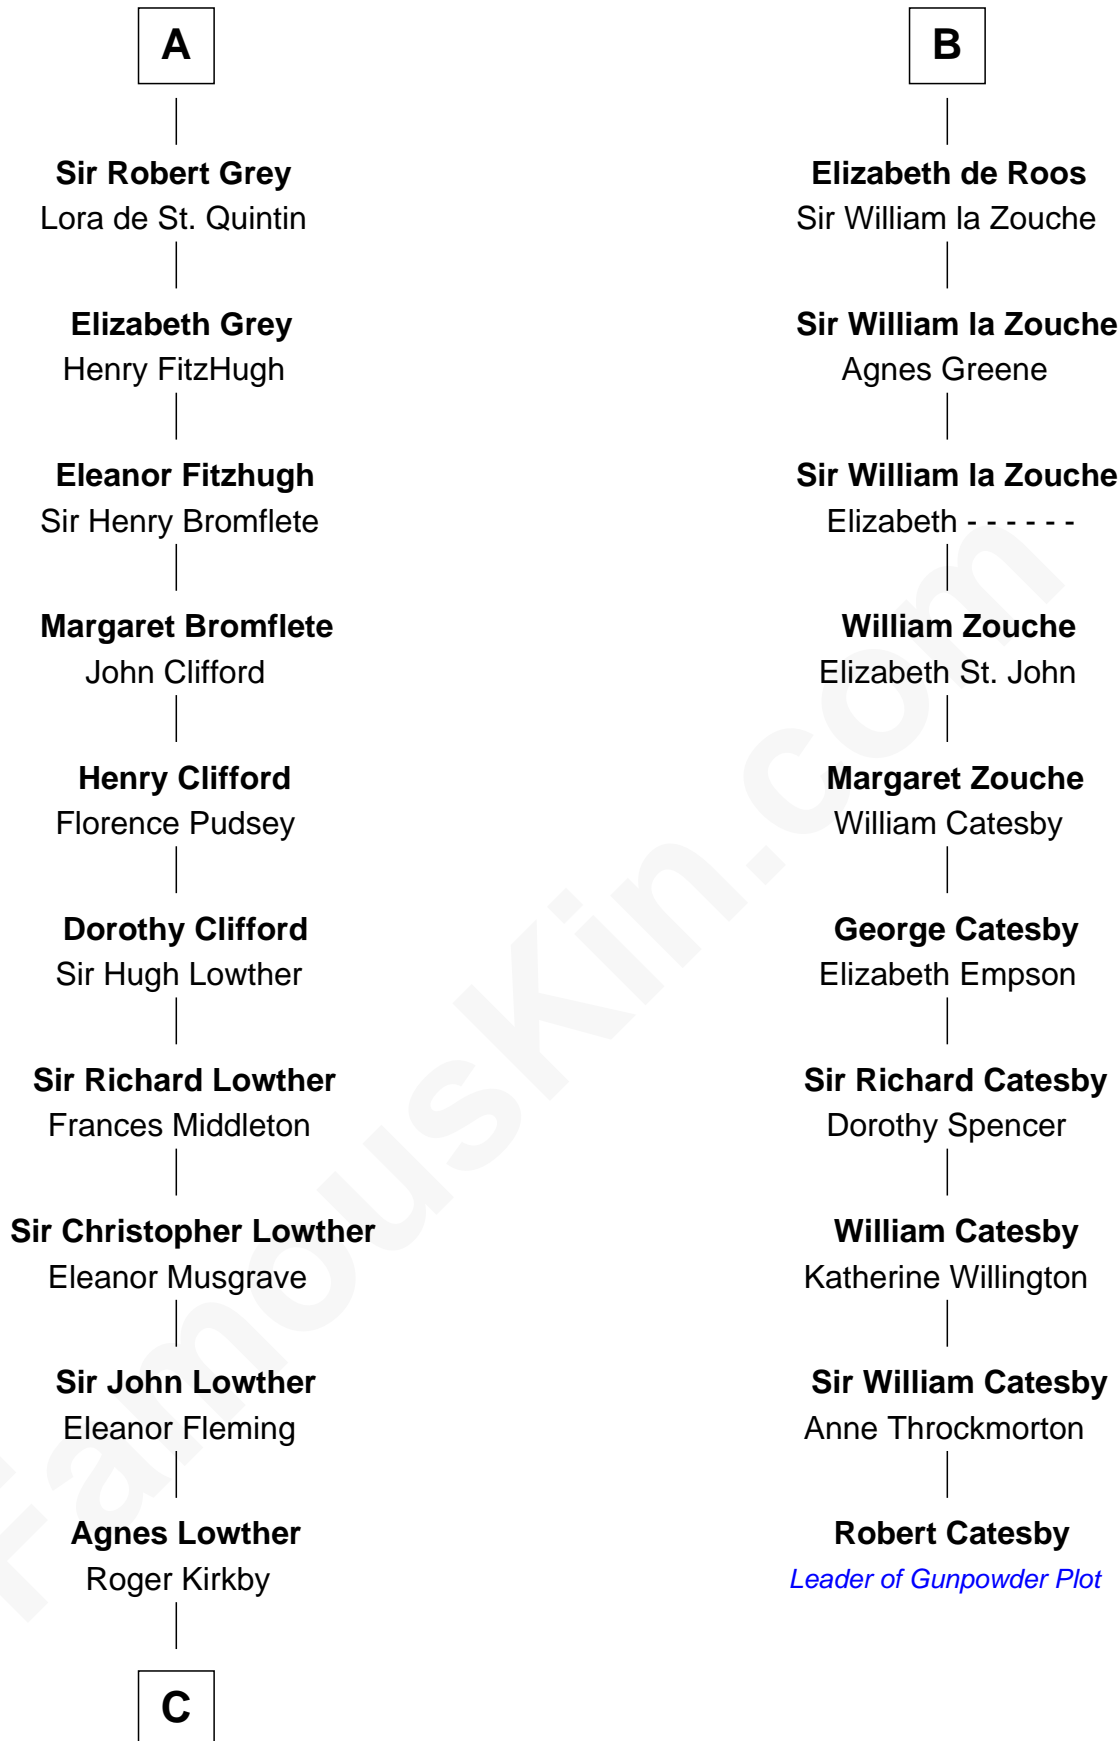 A
Sir Robert Grey
Lora de St. Quintin
Elizabeth Grey
Henry FitzHugh
Eleanor Fitzhugh
Sir Henry Bromflete
Margaret Bromflete
John Clifford
Henry Clifford
Florence Pudsey
Dorothy Clifford
Sir Hugh Lowther
Sir Richard Lowther
Frances Middleton
Sir Christopher Lowther
Eleanor Musgrave
Sir John Lowther
Eleanor Fleming
Agnes Lowther
Roger Kirkby
C
B
Elizabeth de Roos
Sir William la Zouche
Sir William la Zouche
Agnes Greene
Sir William la Zouche
Elizabeth - - - - - -
William Zouche
Elizabeth St. John
Margaret Zouche
William Catesby
George Catesby
Elizabeth Empson
Sir Richard Catesby
Dorothy Spencer
William Catesby
Katherine Willington
Sir William Catesby
Anne Throckmorton
Robert Catesby
Leader of Gunpowder Plot
FamousKin.com